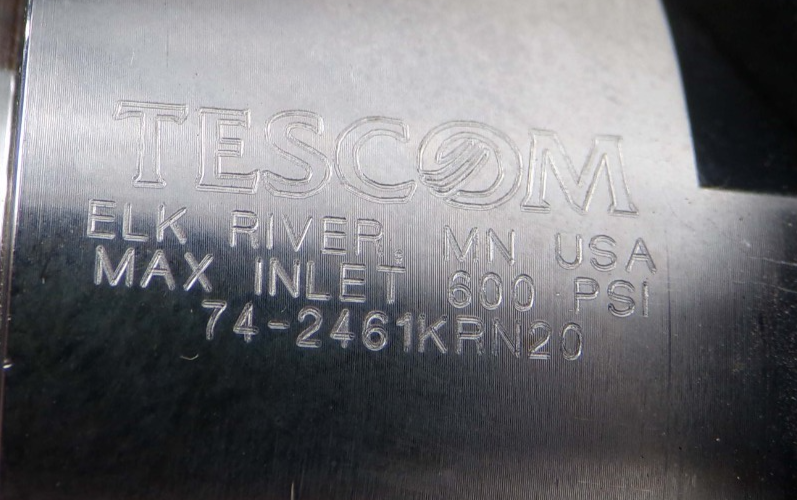 TESCOM
ELK RIVER, MN USA
MAX INLET 600 PSI
74-2461KRN20